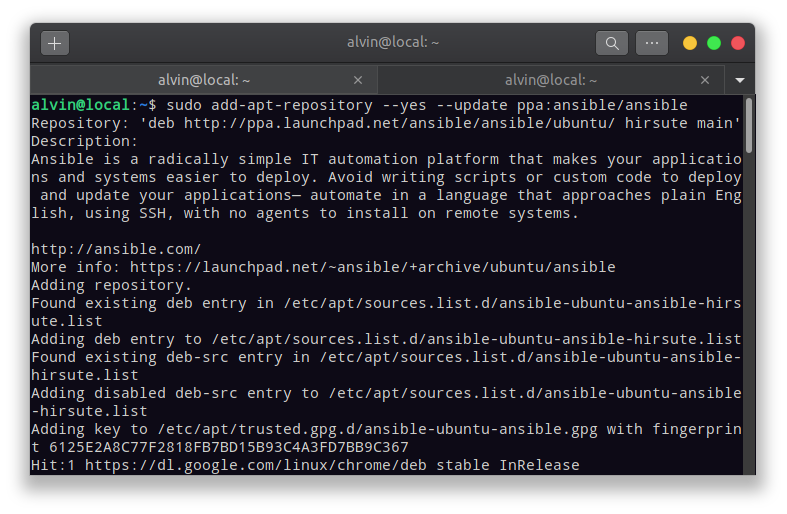 alvin@local: ~
alvin@local: ~
alvin@local: ~
alvin@local:~$ sudo add-apt-repository --yes --update ppa:ansible/ansible
Repository: 'deb http://ppa.launchpad.net/ansible/ansible/ubuntu/ hirsute main'
Description:
Ansible is a radically simple IT automation platform that makes your applicatio
ns and systems easier to deploy. Avoid writing scripts or custom code to deploy
 and update your applications— automate in a language that approaches plain Eng
lish, using SSH, with no agents to install on remote systems.

http://ansible.com/
More info: https://launchpad.net/~ansible/+archive/ubuntu/ansible
Adding repository.
Found existing deb entry in /etc/apt/sources.list.d/ansible-ubuntu-ansible-hirs
ute.list
Adding deb entry to /etc/apt/sources.list.d/ansible-ubuntu-ansible-hirsute.list
Found existing deb-src entry in /etc/apt/sources.list.d/ansible-ubuntu-ansible-
hirsute.list
Adding disabled deb-src entry to /etc/apt/sources.list.d/ansible-ubuntu-ansible
-hirsute.list
Adding key to /etc/apt/trusted.gpg.d/ansible-ubuntu-ansible.gpg with fingerprin
t 6125E2A8C77F2818FB7BD15B93C4A3FD7BB9C367
Hit:1 https://dl.google.com/linux/chrome/deb stable InRelease